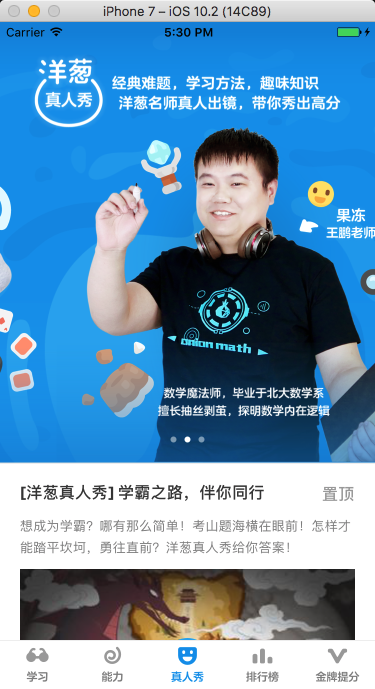 iPhone 7 – iOS 10.2 (14C89)
Carrier
5:30 PM
洋葱
真人秀
经典难题，学习方法，趣味知识
洋葱名师真人出镜，带你秀出高分
果冻
王鹏老师
onion math
数学魔法师，毕业于北大数学系
擅长抽丝剥茧，探明数学内在逻辑
[洋葱真人秀] 学霸之路，伴你同行
置顶
想成为学霸？哪有那么简单！考山题海横在眼前！怎样才
能踏平坎坷，勇往直前？洋葱真人秀给你答案！
学习
能力
真人秀
排行榜
金牌提分